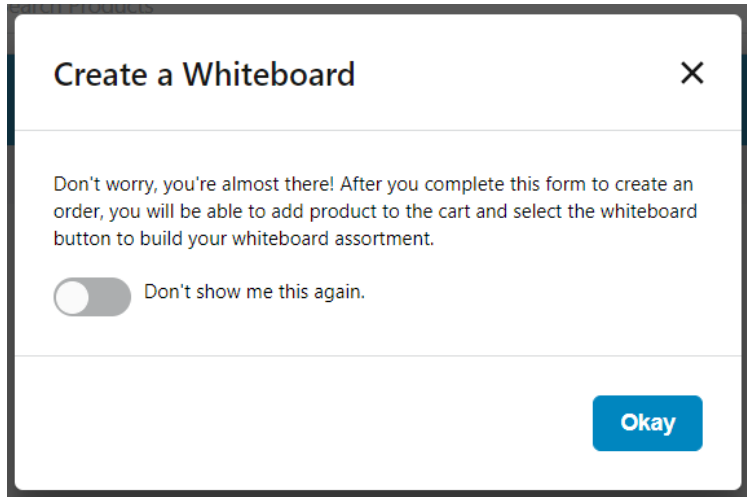 earch Products
Create a Whiteboard
Don't worry, you're almost there! After you complete this form to create an
order, you will be able to add product to the cart and select the whiteboard
button to build your whiteboard assortment.
Don't show me this again.
Okay